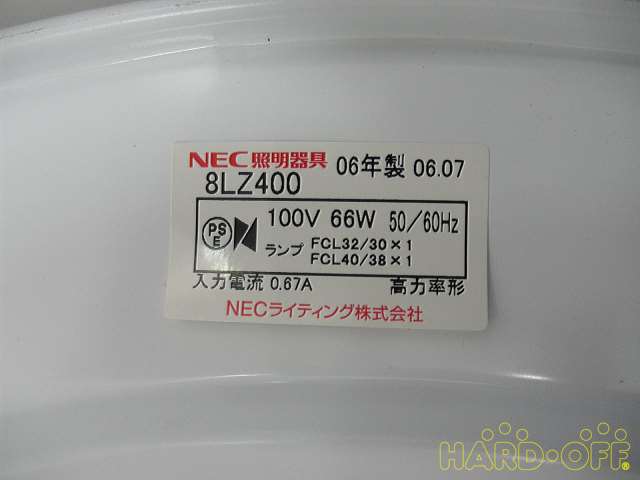 NEC照明器具 06年製 06.07
8LZ400
PSE 100V 66W 50/60Hz
ランプ FCL32/30×1
FCL40/38×1
入力電流 0.67A 高力率形
NECライティング株式会社
HARD·OFF®